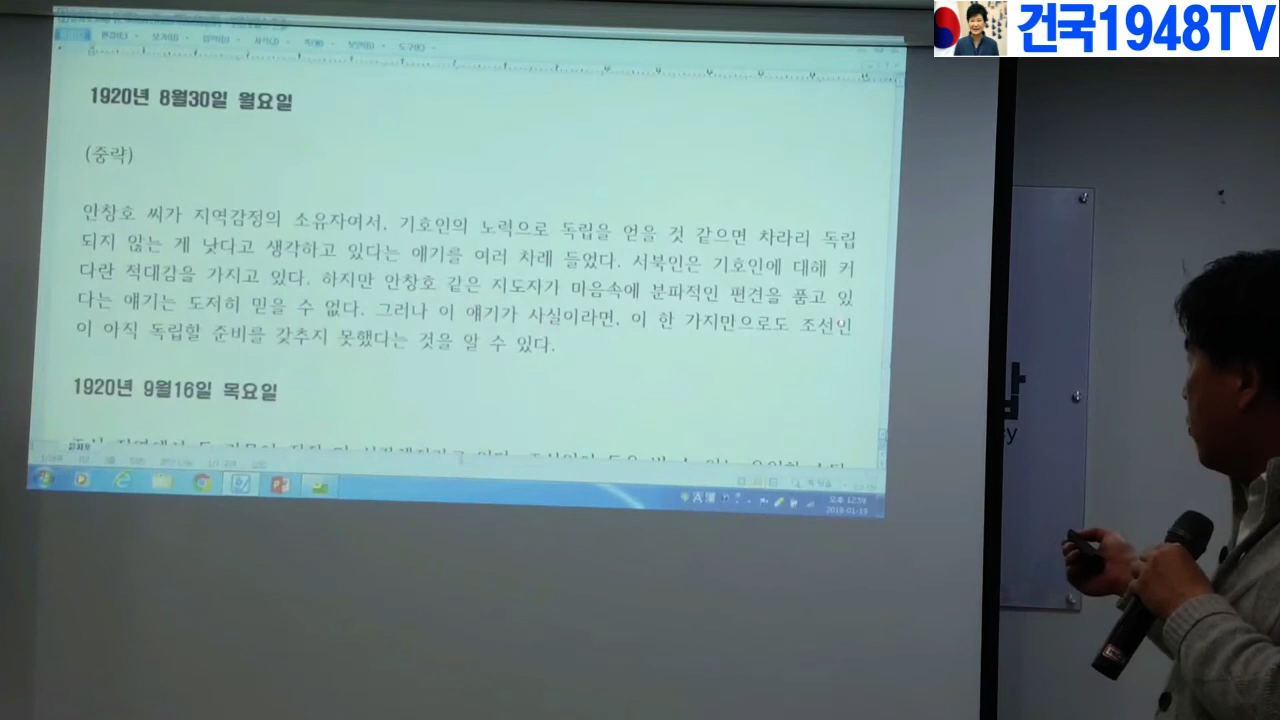 건국1948TV
1920년 8월30일 월요일
(중략)
안창호 씨가 지역감정의 소유자여서, 기호인의 노력으로 독립을 얻을 것 같으면 차라리 독립
되지 않는 게 낫다고 생각하고 있다는 얘기를 여러 차례 들었다. 서북인은 기호인에 대해 커
다란 적대감을 가지고 있다. 하지만 안창호 같은 지도자가 마음속에 분파적인 편견을 품고 있
다는 얘기는 도저히 믿을 수 없다. 그러나 이 얘기가 사실이라면, 이 한 가지만으로도 조선인
이 아직 독립할 준비를 갖추지 못했다는 것을 알 수 있다.
1920년 9월16일 목요일
오후 12:59
2018-01-19